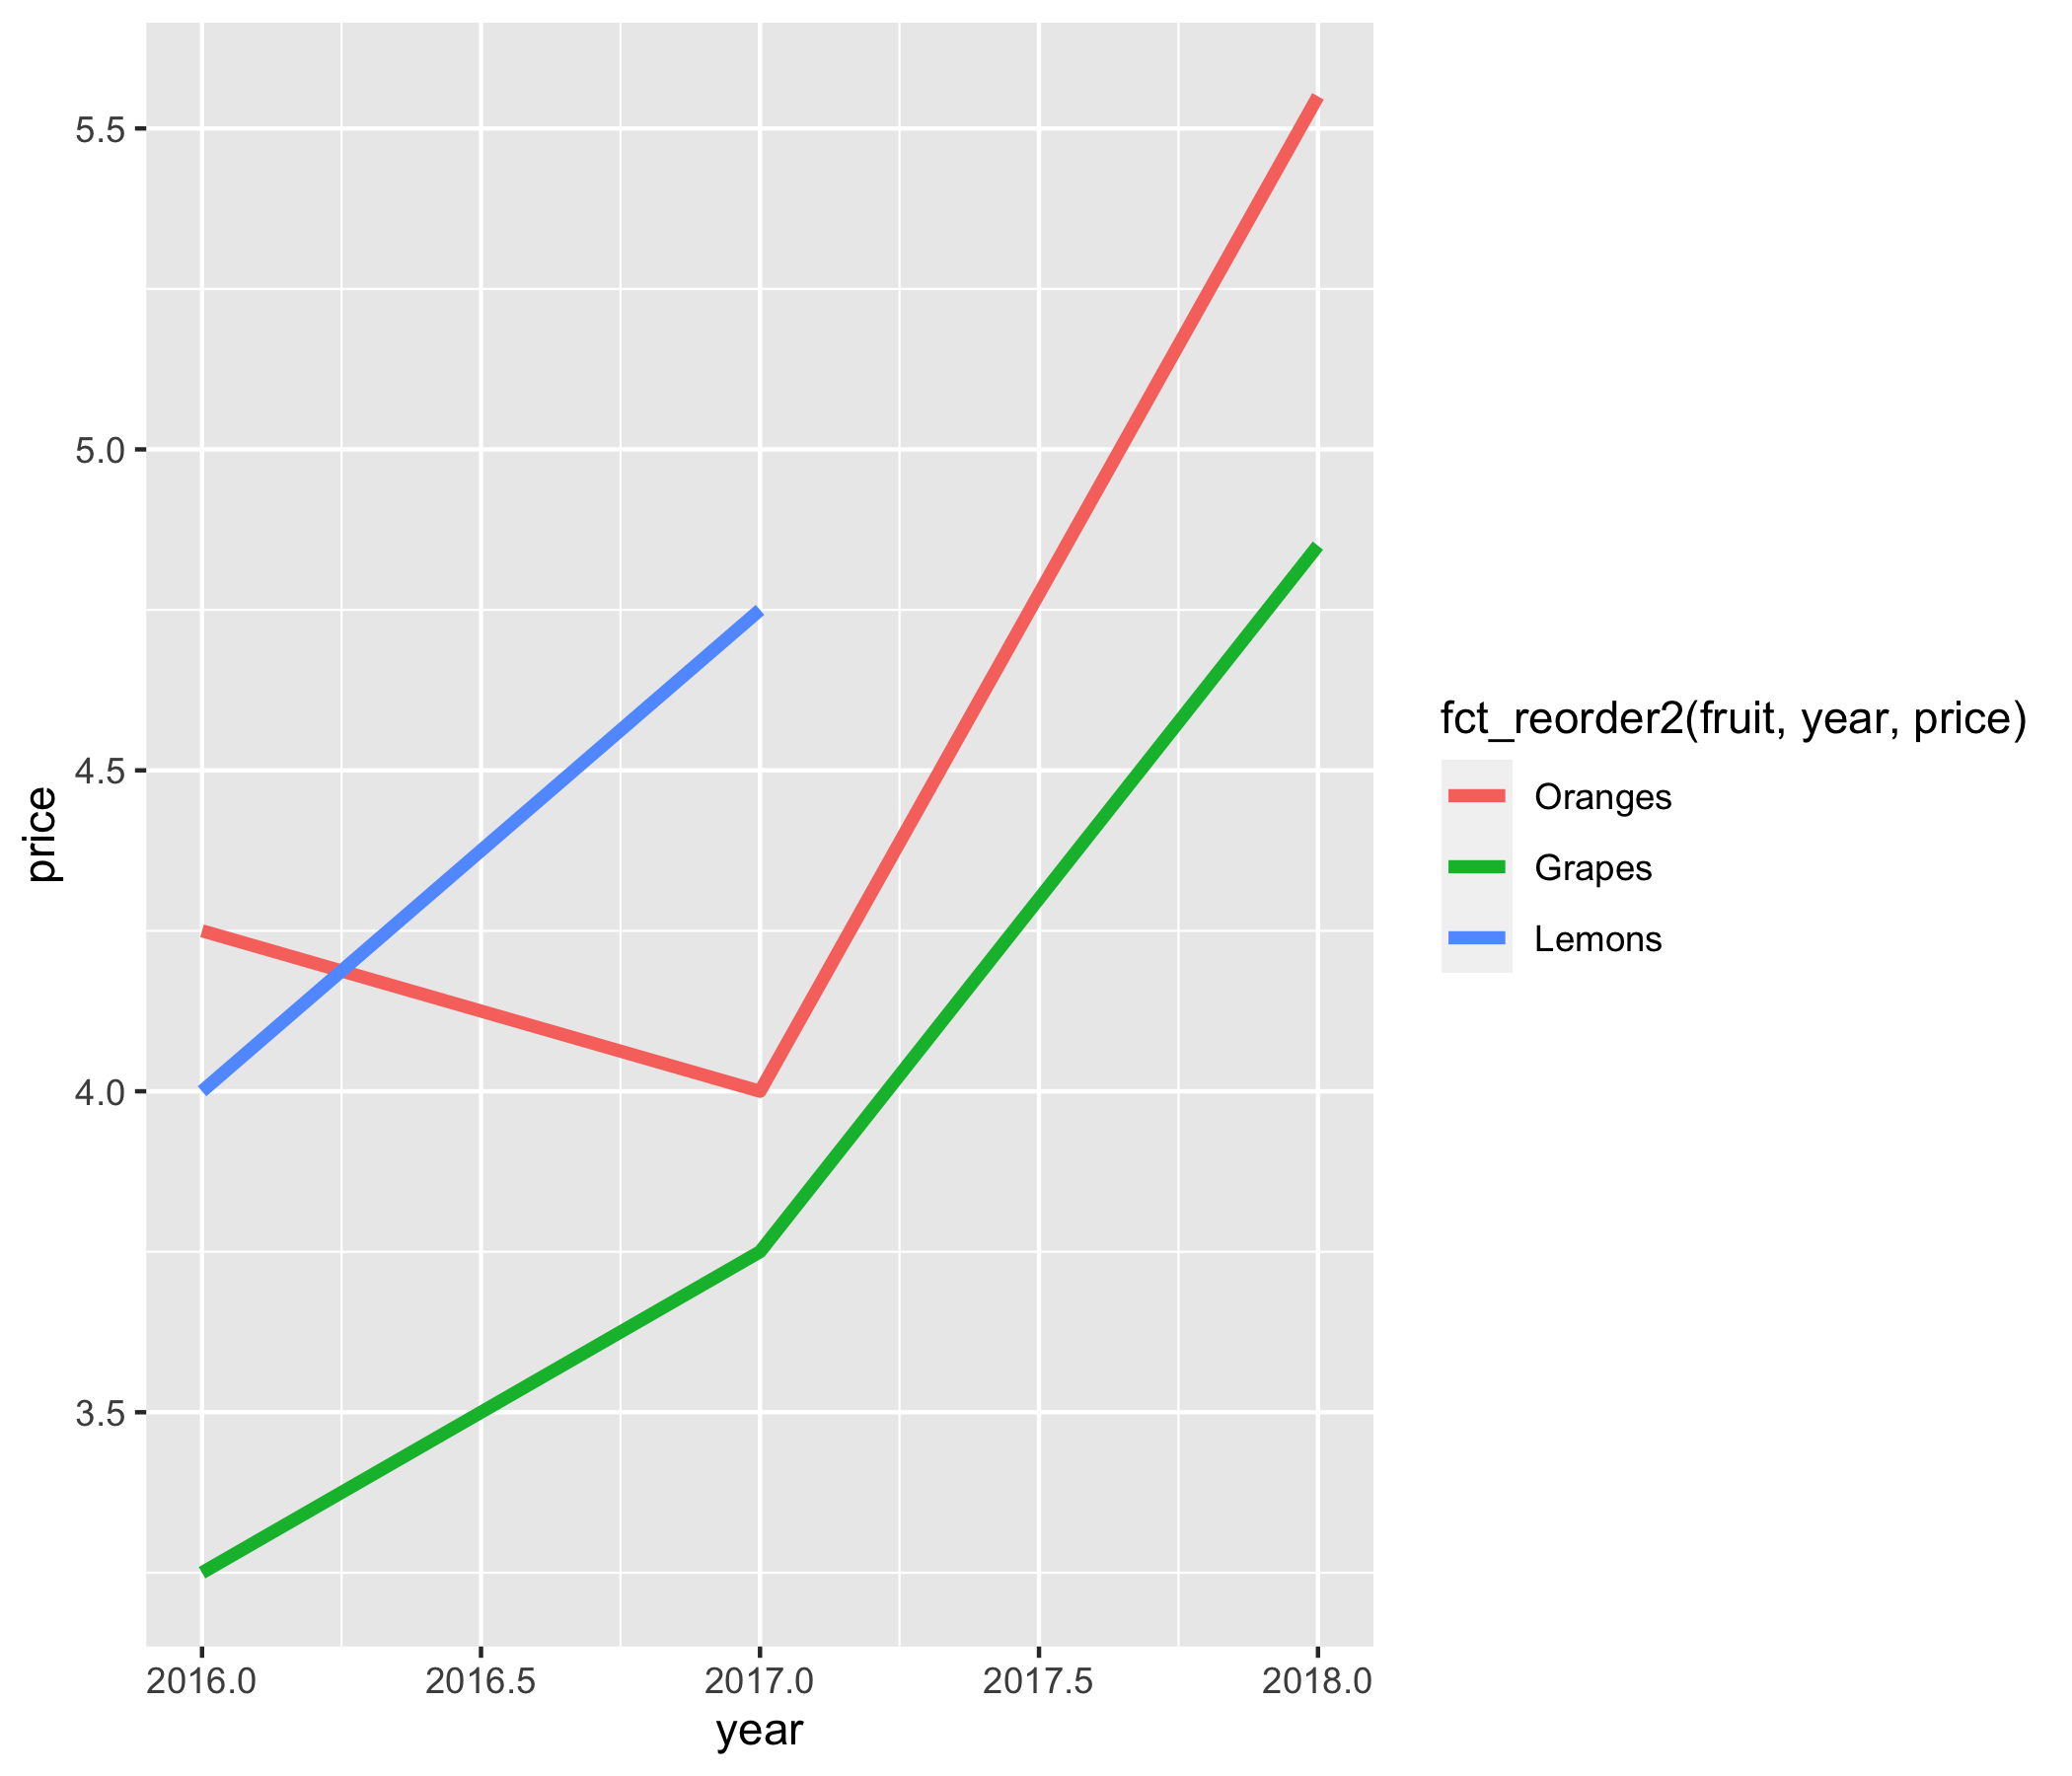 5.5
5.0
4.5
4.0
3.5
price
2016.0 2016.5 2017.0 2017.5 2018.0
year
fct_reorder2(fruit, year, price)
Oranges
Grapes
Lemons